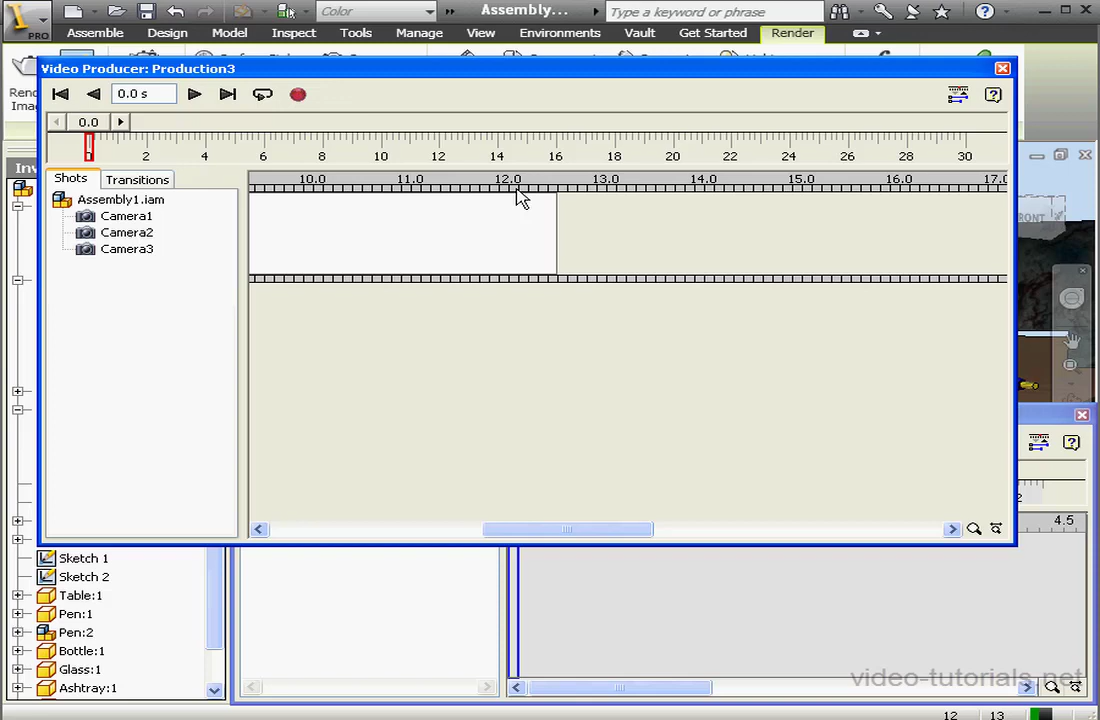 Color
Assembly...
Type a keyword or phrase
PRO
Assemble Design Model Inspect Tools Manage View Environments Vault Get Started Render
Video Producer: Production3
0.0 s
0.0
2 4 6 8 10 12 14 16 18 20 22 24 26 28 30
Shots Transitions
10.0 11.0 12.0 13.0 14.0 15.0 16.0 17.0
Assembly1.iam
Camera1
Camera2
Camera3
4.5
Sketch 1
Sketch 2
Table:1
Pen:1
Pen:2
Bottle:1
Glass:1
Ashtray:1
video-tutorials.net
12 13